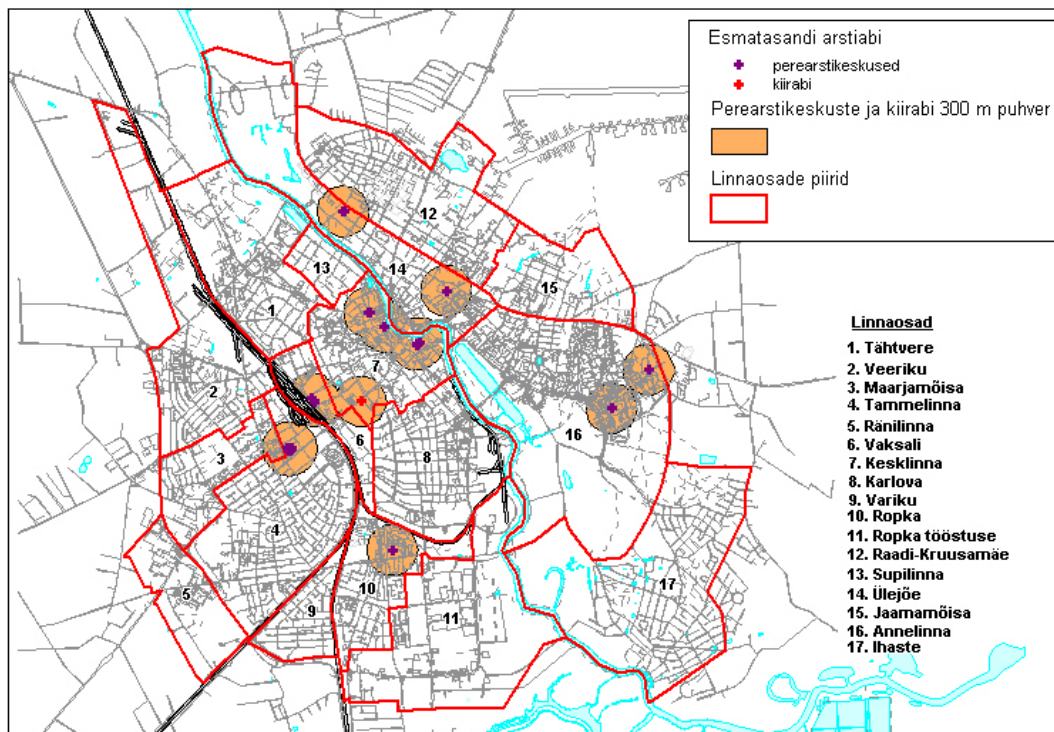 Esmatasandi arstiabi
perearstikeskused
kiirabi
Perearstikeskuste ja kiirabi 300 m puhver
Linnaosade piirid
12
13
14
15
1
7
2
6
16
3
8
4
17
5
9
10
11
Linnaosad
1. Tähtvere
2. Veeriku
3. Maarjamõisa
4. Tammelinna
5. Ränilinna
6. Vaksali
7. Kesklinna
8. Karlova
9. Variku
10. Ropka
11. Ropka tööstuse
12. Raadi-Kruusamäe
13. Supilinna
14. Ülejõe
15. Jaamamõisa
16. Annelinna
17. Ihaste